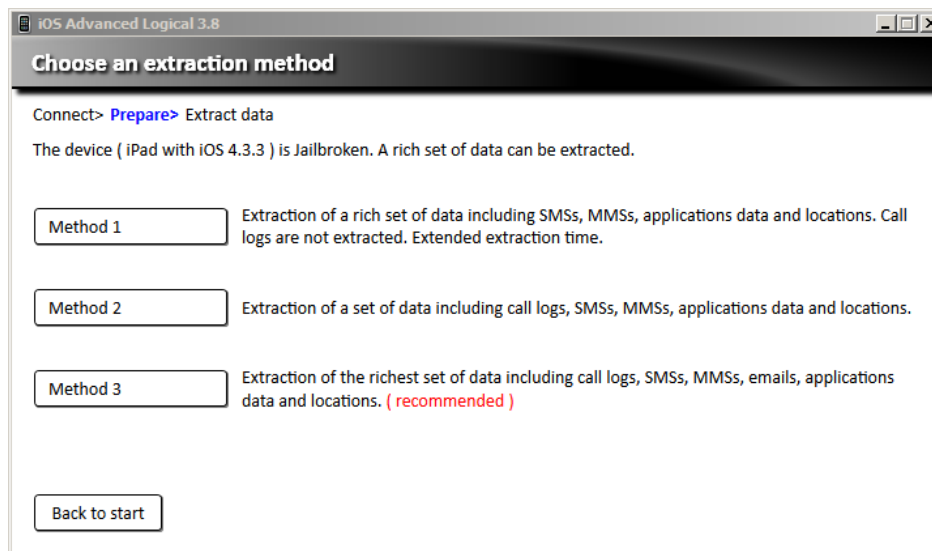 iOS Advanced Logical 3.8
Choose an extraction method
Connect> Prepare> Extract data
The device ( iPad with iOS 4.3.3 ) is Jailbroken. A rich set of data can be extracted.
Method 1
Extraction of a rich set of data including SMSs, MMSs, applications data and locations. Call
logs are not extracted. Extended extraction time.
Method 2
Extraction of a set of data including call logs, SMSs, MMSs, applications data and locations.
Method 3
Extraction of the richest set of data including call logs, SMSs, MMSs, emails, applications
data and locations. ( recommended )
Back to start